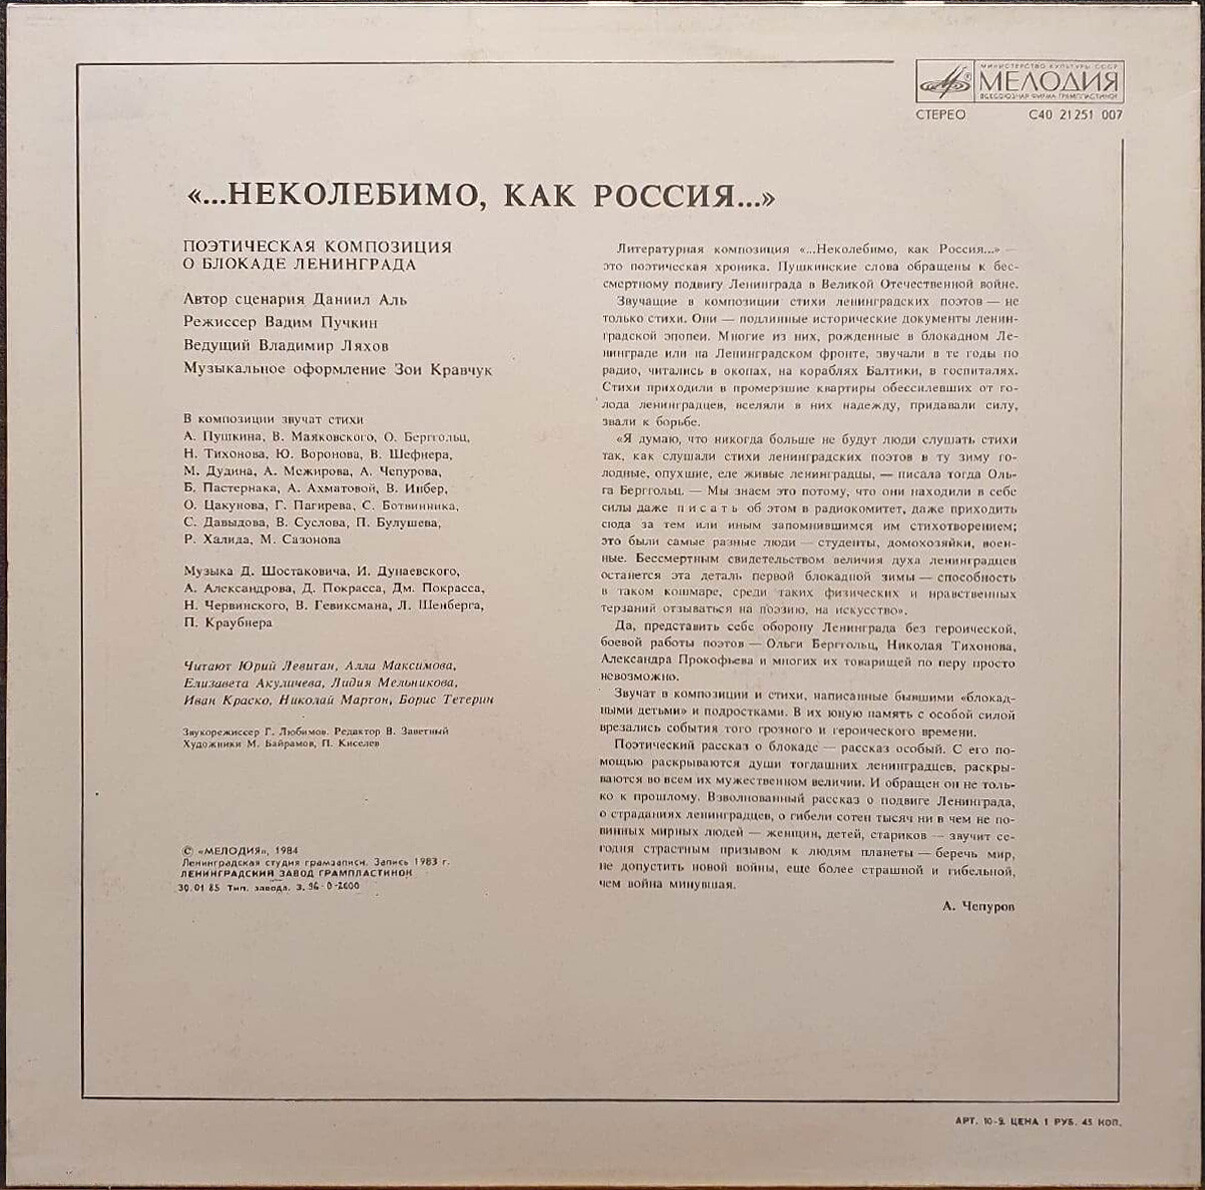 МИНИСТЕРСТВО КУЛЬТУРЫ СССР
МЕЛОДИЯ
ВСЕСОЮЗНАЯ ФИРМА ГРАМПЛАСТИНОК
СТЕРЕО С40 21251 007
«...НЕКОЛЕБИМО, КАК РОССИЯ...»
ПОЭТИЧЕСКАЯ КОМПОЗИЦИЯ
О БЛОКАДЕ ЛЕНИНГРАДА
Автор сценария Даниил Аль
Режиссер Вадим Пучкин
Ведущий Владимир Ляхов
Музыкальное оформление Зои Кравчук
В композиции звучат стихи
А. Пушкина, В. Маяковского, О. Берггольц,
Н. Тихонова, Ю. Воронова, В. Шефнера,
М. Дудина, А. Межирова, А. Чепурова,
Б. Пастернака, А. Ахматовой, В. Инбер,
О. Цакунова, Г. Пагирева, С. Ботвинника,
С. Давыдова, В. Суслова, П. Булушева,
Р. Халида, М. Сазонова
Музыка Д. Шостаковича, И. Дунаевского,
А. Александрова, Д. Покрасса, Дм. Покрасса,
Н. Червинского, В. Гевиксмана, Л. Шенберга,
П. Краубнера
Читают Юрий Левитан, Алла Максимова,
Елизавета Акуличева, Лидия Мельникова,
Иван Краско, Николай Мартон, Борис Тетерин
Звукорежиссер Г. Любимов. Редактор В. Заветный
Художники М. Байрамов, П. Киселев
© «МЕЛОДИЯ», 1984
Ленинградская студия грамзаписи. Запись 1983 г.
ЛЕНИНГРАДСКИЙ ЗАВОД ГРАМПЛАСТИНОК
30.01 85 Тип. завода. З. 96-0-2000
Литературная композиция «...Неколебимо, как Россия...» —
это поэтическая хроника. Пушкинские слова обращены к бес-
смертному подвигу Ленинграда в Великой Отечественной войне.
Звучащие в композиции стихи ленинградских поэтов — не
только стихи. Они — подлинные исторические документы ленин-
градской эпопеи. Многие из них, рожденные в блокадном Ле-
нинграде или на Ленинградском фронте, звучали в те годы по
радио, читались в окопах, на кораблях Балтики, в госпиталях.
Стихи приходили в промерзшие квартиры обессилевших от го-
лода ленинградцев, вселяли в них надежду, придавали силу,
звали к борьбе.
«Я думаю, что никогда больше не будут люди слушать стихи
так, как слушали стихи ленинградских поэтов в ту зиму го-
лодные, опухшие, еле живые ленинградцы, — писала тогда Оль-
га Берггольц. — Мы знаем это потому, что они находили в себе
силы даже п и с а т ь об этом в радиокомитет, даже приходить
сюда за тем или иным запомнившимся им стихотворением;
это были самые разные люди — студенты, домохозяйки, воен-
ные. Бессмертным свидетельством величия духа ленинградцев
останется эта деталь первой блокадной зимы — способность
в таком кошмаре, среди таких физических и нравственных
терзаний отзываться на поэзию, на искусство».
Да, представить себе оборону Ленинграда без героической,
боевой работы поэтов — Ольги Берггольц, Николая Тихонова,
Александра Прокофьева и многих их товарищей по перу просто
невозможно.
Звучат в композиции и стихи, написанные бывшими «блокад-
ными детьми» и подростками. В их юную память с особой силой
врезались события того грозного и героического времени.
Поэтический рассказ о блокаде — рассказ особый. С его по-
мощью раскрываются души тогдашних ленинградцев, раскры-
ваются во всем их мужественном величии. И обращен он не толь-
ко к прошлому. Взволнованный рассказ о подвиге Ленинграда,
о страданиях ленинградцев, о гибели сотен тысяч ни в чем не по-
винных мирных людей — женщин, детей, стариков — звучит се-
годня страстным призывом к людям планеты — беречь мир,
не допустить новой войны, еще более страшной и гибельной,
чем война минувшая.
А. Чепуров
АРТ. 10-2. ЦЕНА 1 РУБ. 45 КОП.